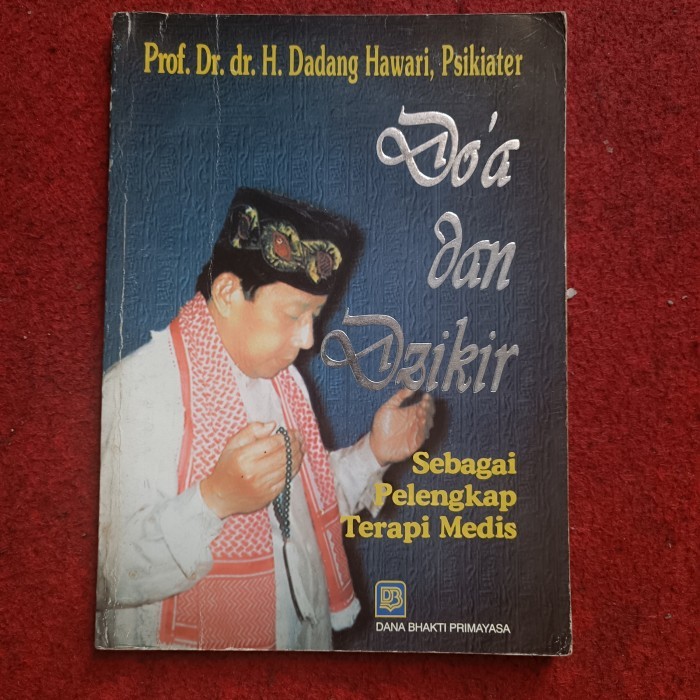 Prof. Dr. dr. H. Dadang Hawari, Psikiater
Do'a
dan
Dzikir
Sebagai
Pelengkap
Terapi Medis
DB
DANA BHAKTI PRIMAYASA